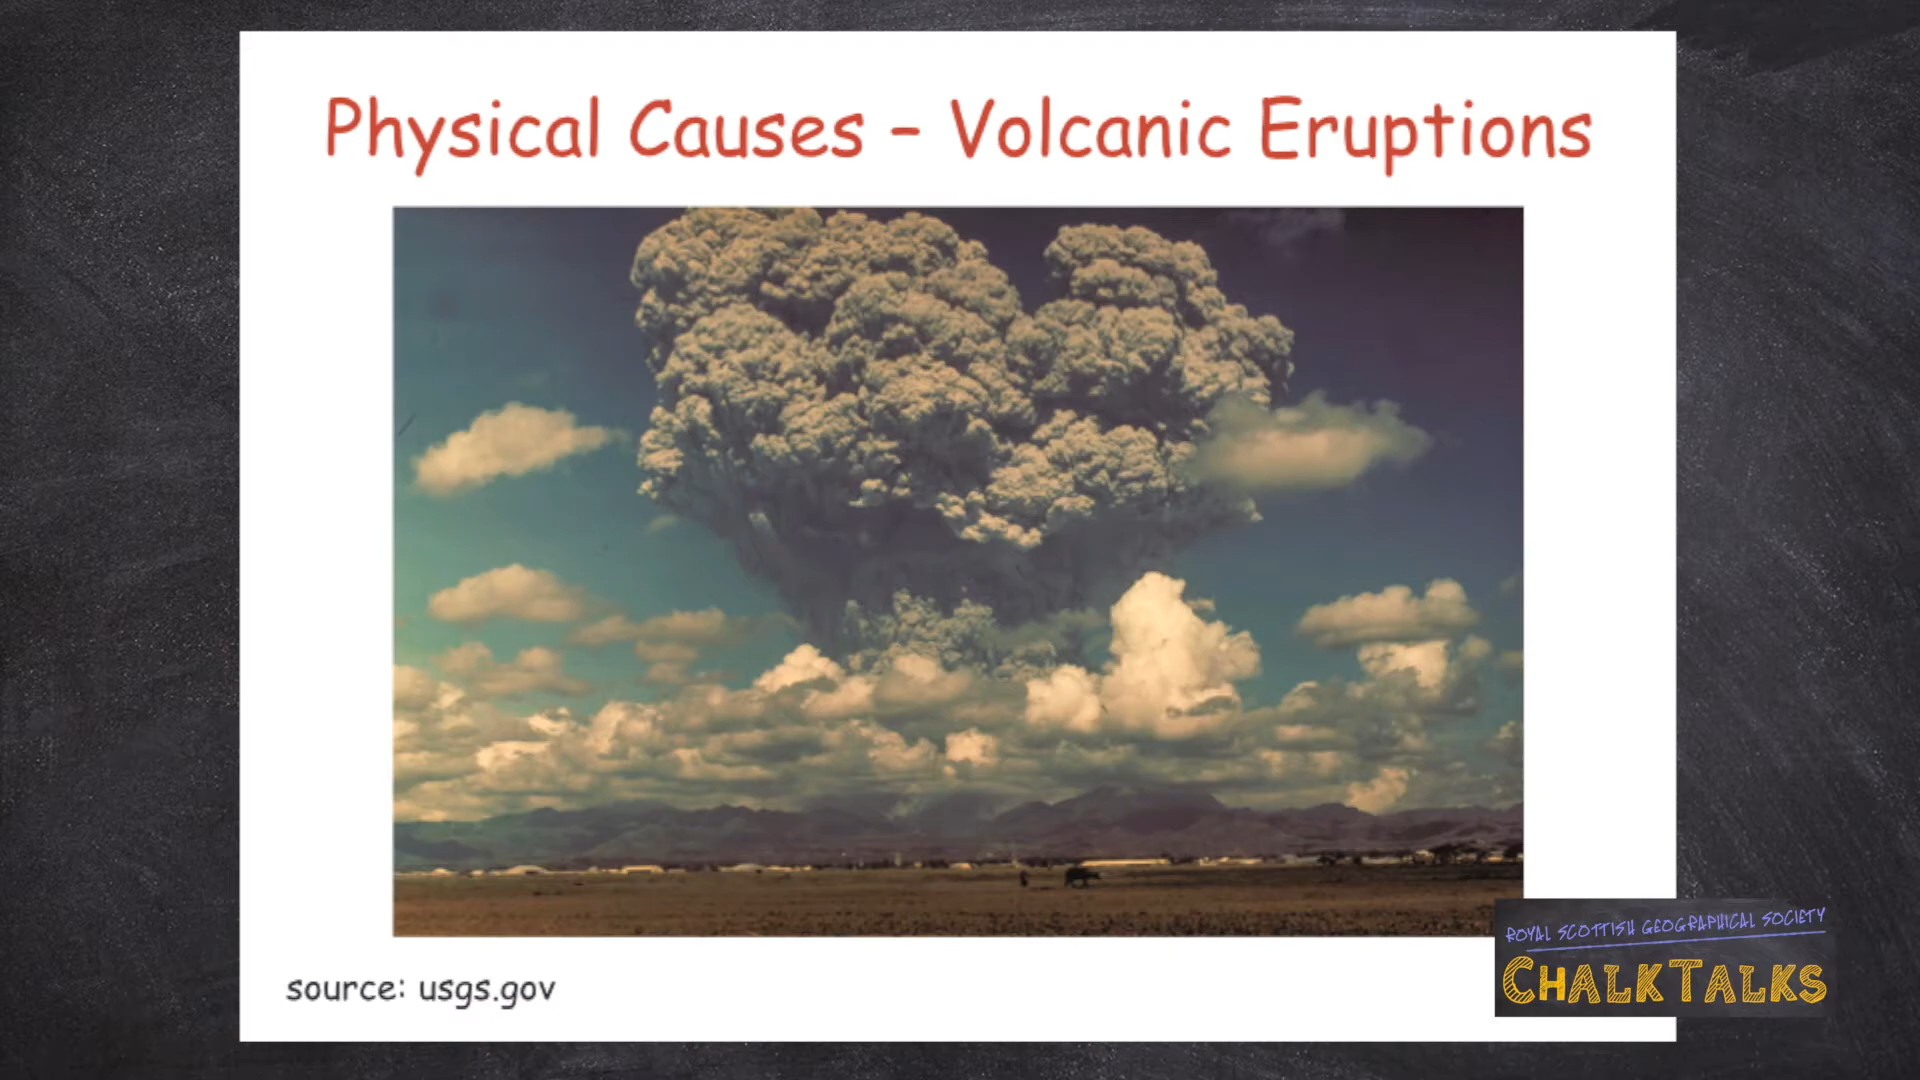 Physical Causes – Volcanic Eruptions
source: usgs.gov
ROYAL SCOTTISH GEOGRAPHICAL SOCIETY
CHALKTALKS